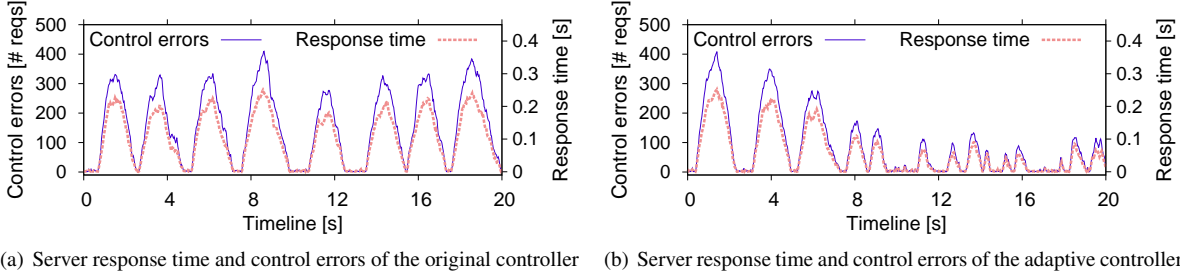 Control errors [# reqs]
500
400
300
200
100
0
Control errors
Response time
0.4
0.3
0.2
0.1
0
Response time [s]
0 4 8 12 16 20
Timeline [s]
(a) Server response time and control errors of the original controller
Control errors [# reqs]
500
400
300
200
100
0
Control errors
Response time
0.4
0.3
0.2
0.1
0
Response time [s]
0 4 8 12 16 20
Timeline [s]
(b) Server response time and control errors of the adaptive controller